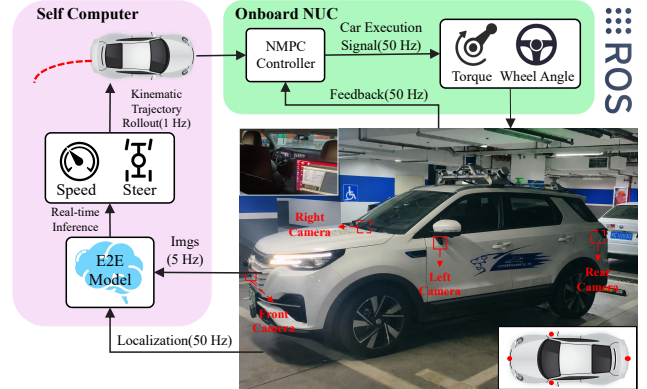 Self Computer
Onboard NUC
NMPC
Controller
Car Execution
Signal(50 Hz)
Torque
Wheel Angle
ROS
Feedback(50 Hz)
Kinematic
Trajectory
Rollout(1 Hz)
Speed
Steer
Real-time
Inference
E2E
Model
Imgs
(5 Hz)
Localization(50 Hz)
Right
Camera
Left
Camera
Rear
Camera
Front
Camera